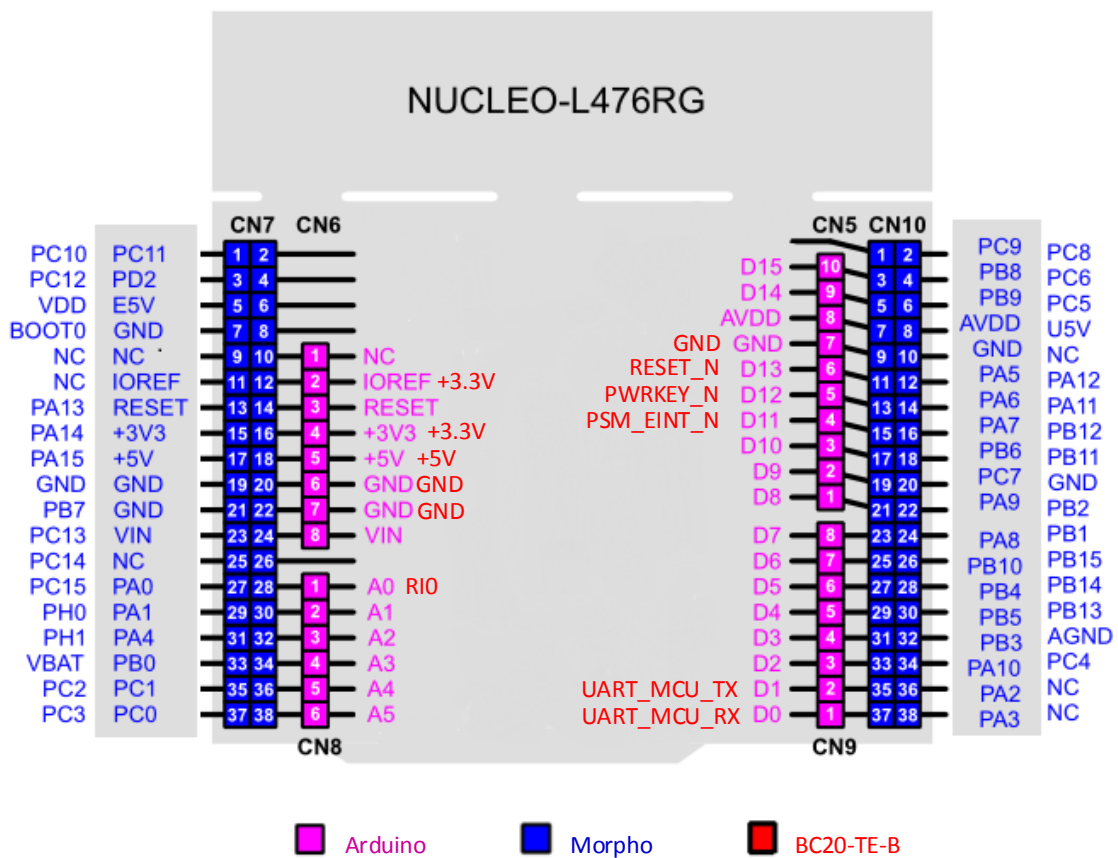 NUCLEO-L476RG
CN7 CN6 CN5 CN10
PC10 PC11 1 2 1 2 PC9 PC8
PC12 PD2 3 4 D15 10 3 4 PB8 PC6
VDD E5V 5 6 D14 9 5 6 PB9 PC5
BOOT0 GND 7 8 AVDD 8 7 8 AVDD U5V
NC NC 9 10 1 NC GND GND 7 9 10 GND NC
NC IOREF 11 12 2 IOREF +3.3V RESET_N D13 6 11 12 PA5 PA12
PA13 RESET 13 14 3 RESET PWRKEY_N D12 5 13 14 PA6 PA11
PA14 +3V3 15 16 4 +3V3 +3.3V PSM_EINT_N D11 4 15 16 PA7 PB12
PA15 +5V 17 18 5 +5V +5V D10 3 17 18 PB6 PB11
GND GND 19 20 6 GND GND D9 2 19 20 PC7 GND
PB7 GND 21 22 7 GND GND D8 1 21 22 PA9 PB2
PC13 VIN 23 24 8 VIN D7 8 23 24 PA8 PB1
PC14 NC 25 26 D6 7 25 26 PB10 PB15
PC15 PA0 27 28 1 A0 RI0 D5 6 27 28 PB4 PB14
PH0 PA1 29 30 2 A1 D4 5 29 30 PB5 PB13
PH1 PA4 31 32 3 A2 D3 4 31 32 PB3 AGND
VBAT PB0 33 34 4 A3 D2 3 33 34 PA10 PC4
PC2 PC1 35 36 5 A4 UART_MCU_TX D1 2 35 36 PA2 NC
PC3 PC0 37 38 6 A5 UART_MCU_RX D0 1 37 38 PA3 NC
CN8 CN9
Arduino Morpho BC20-TE-B